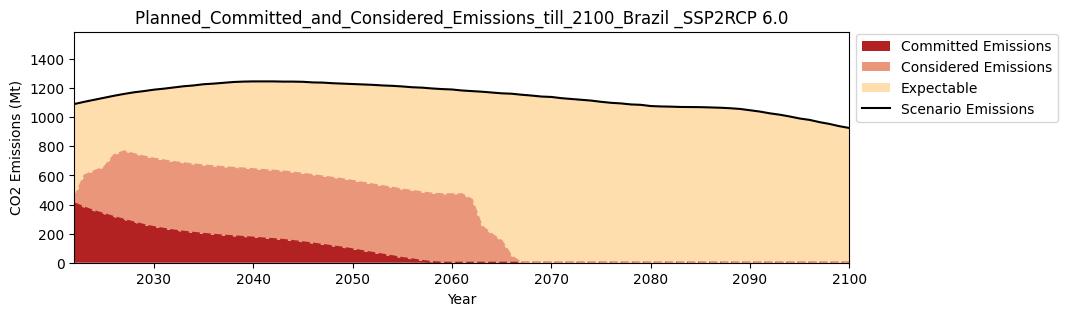 Planned_Committed_and_Considered_Emissions_till_2100_Brazil _SSP2RCP 6.0
CO2 Emissions (Mt)
1400
1200
1000
800
600
400
200
0
2030 2040 2050 2060 2070 2080 2090 2100
Year
Committed Emissions
Considered Emissions
Expectable
Scenario Emissions